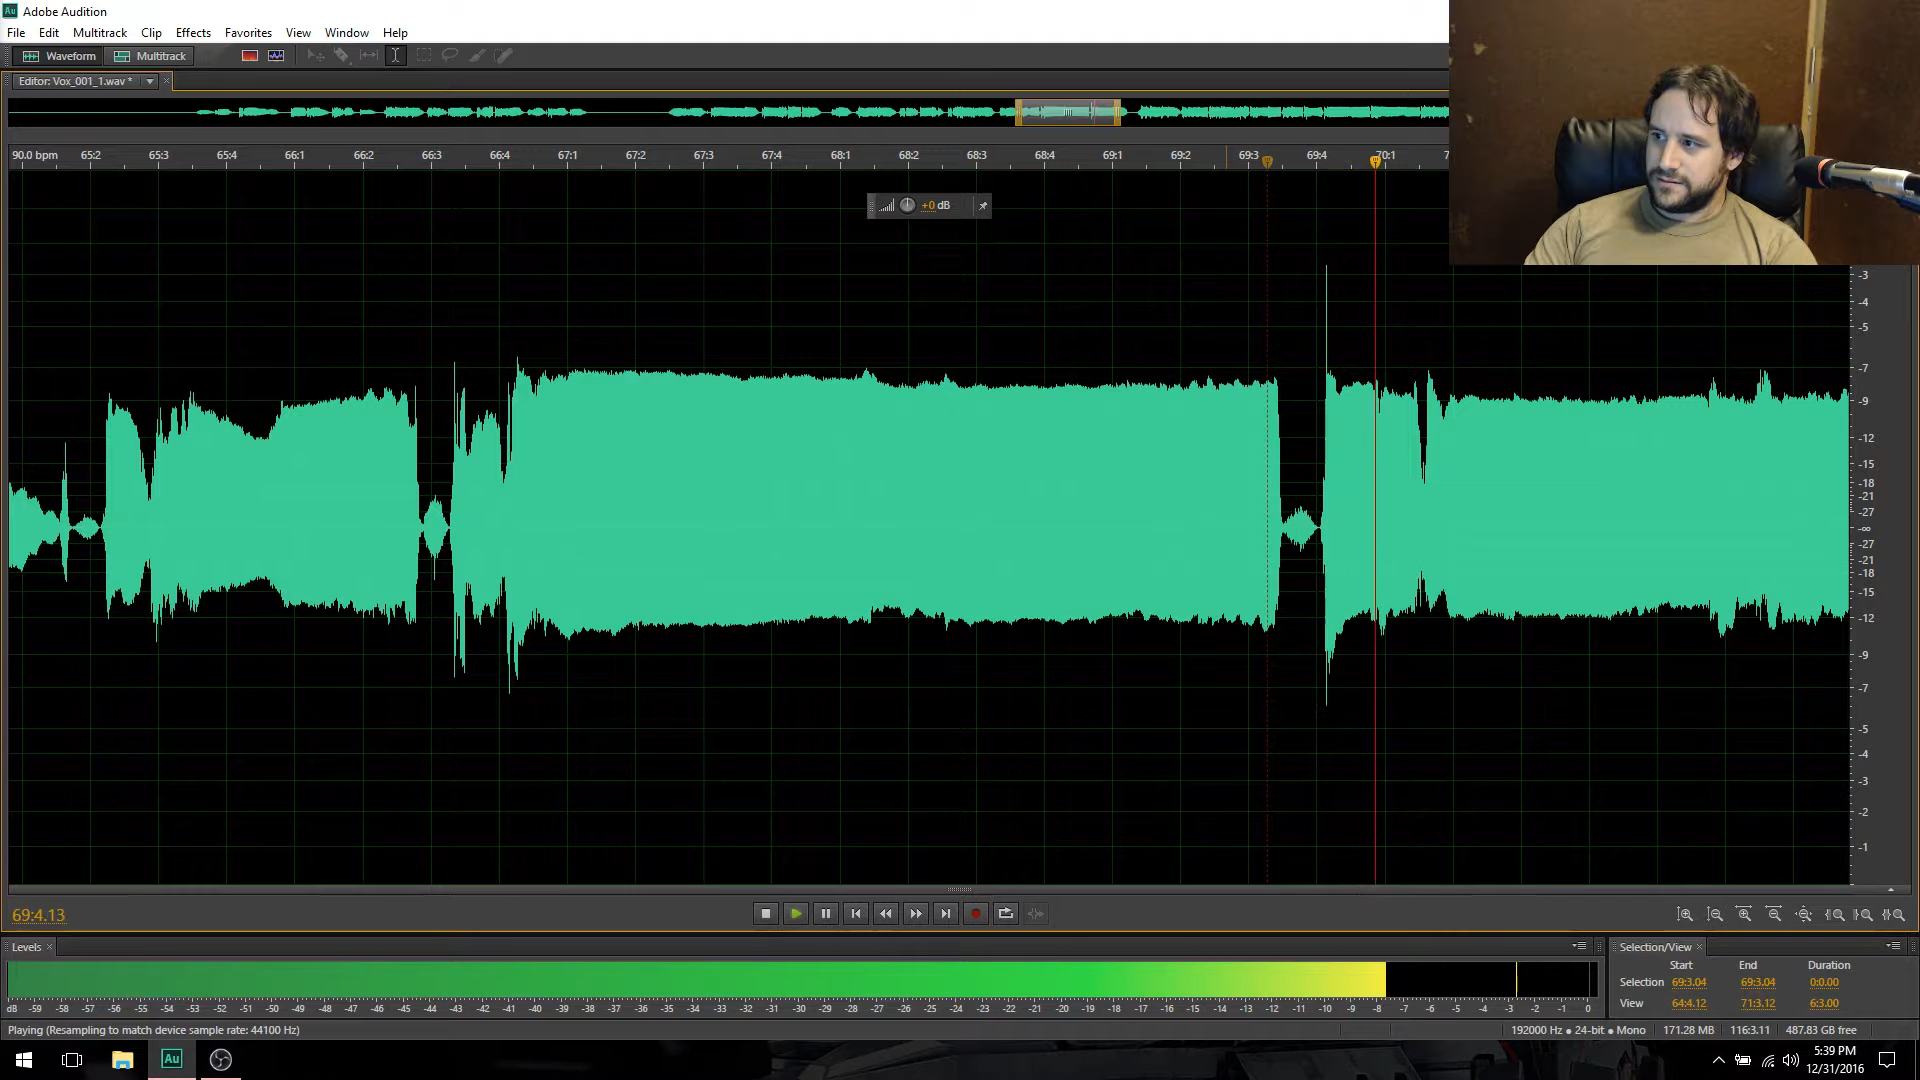 Au Adobe Audition
File Edit Multitrack Clip Effects Favorites View Window Help
Waveform Multitrack
Editor: Vox_001_1.wav *
90.0 bpm 65:2 65:3 65:4 66:1 66:2 66:3 66:4 67:1 67:2 67:3 67:4 68:1 68:2 68:3 68:4 69:1 69:2 69:3 69:4
+0 dB
-3
-4
-5
-7
-9
-12
-15
-18
-21
-27
-∞
-27
-21
-18
-15
-12
-9
-7
-5
-4
-3
-2
-1
69:4.13
Levels
Selection/View
Start End Duration
Selection 69:3.04 69:3.04 0:0.00
View 64:4.12 71:3.12 6:3.00
dB -59 -58 -57 -56 -55 -54 -53 -52 -51 -50 -49 -48 -47 -46 -45 -44 -43 -42 -41 -40 -39 -38 -37 -36 -35 -34 -33 -32 -31 -30 -29 -28 -27 -26 -25 -24 -23 -22 -21 -20 -19 -18 -17 -16 -15 -14 -13 -12 -11 -10 -9 -8 -7 -6 -5 -4 -3 -2 -1 0
Playing (Resampling to match device sample rate: 44100 Hz)
192000 Hz ● 24-bit ● Mono 171.28 MB 116:3.11 487.83 GB free
Au
5:39 PM
12/31/2016